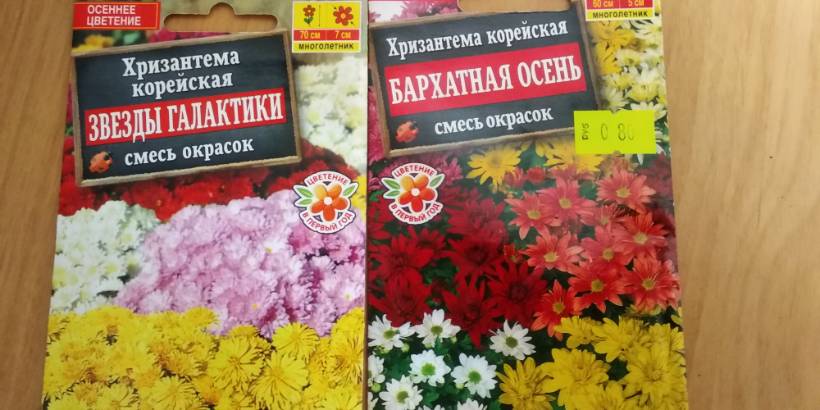 ОСЕННЕЕ
ЦВЕТЕНИЕ
70 см 7 см
МНОГОЛЕТНИК
Хризантема
корейская
ЗВЕЗДЫ ГАЛАКТИКИ
смесь окрасок
ЦВЕТЕНИЕ
В ПЕРВЫЙ ГОД
60 см 5 см
МНОГОЛЕТНИК
Хризантема корейская
БАРХАТНАЯ ОСЕНЬ
смесь окрасок
РУБ 0 80
ЦВЕТЕНИЕ
В ПЕРВЫЙ ГОД